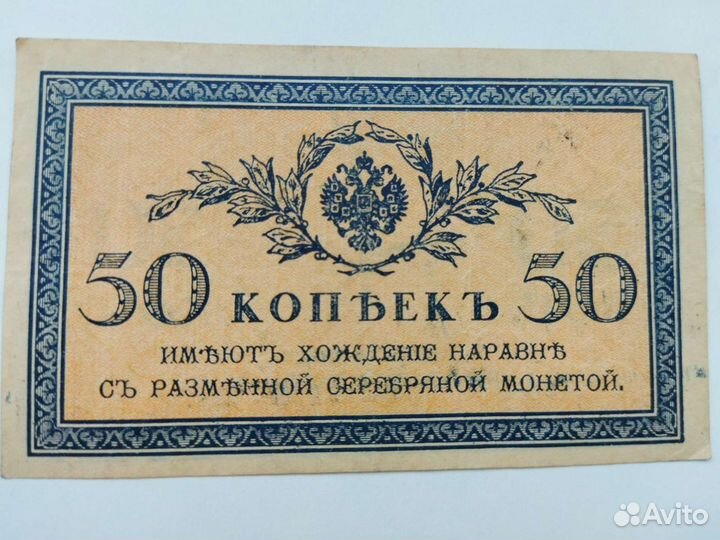 50 КОПѢЕКЪ 50
ИМѢЮТЪ ХОЖДЕНІЕ НАРАВНѢ
СЪ РАЗМѢННОЙ СЕРЕБРЯНОЙ МОНЕТОЙ.
Avito